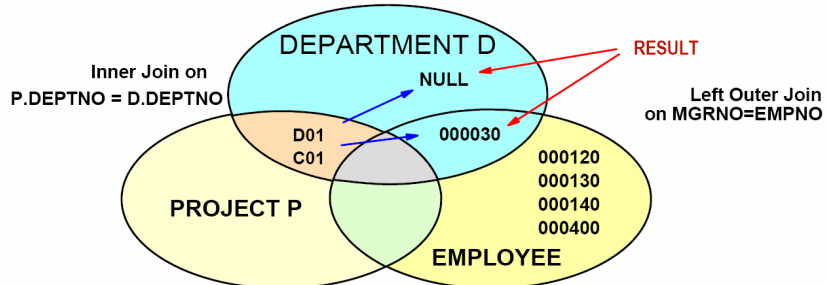 DEPARTMENT D
RESULT
Inner Join on
P.DEPTNO = D.DEPTNO
NULL
Left Outer Join
on MGRNO=EMPNO
D01
C01
000030
000120
000130
000140
000400
PROJECT P
EMPLOYEE